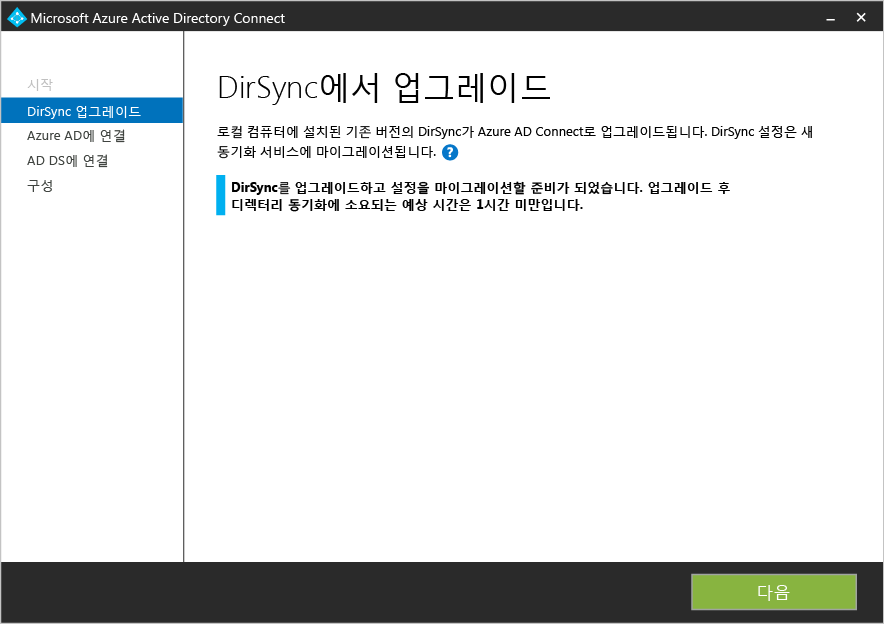 Microsoft Azure Active Directory Connect
시작
DirSync 업그레이드
Azure AD에 연결
AD DS에 연결
구성
DirSync에서 업그레이드
로컬 컴퓨터에 설치된 기존 버전의 DirSync가 Azure AD Connect로 업그레이드됩니다. DirSync 설정은 새
동기화 서비스에 마이그레이션됩니다. ?
DirSync를 업그레이드하고 설정을 마이그레이션할 준비가 되었습니다. 업그레이드 후
디렉터리 동기화에 소요되는 예상 시간은 1시간 미만입니다.
다음